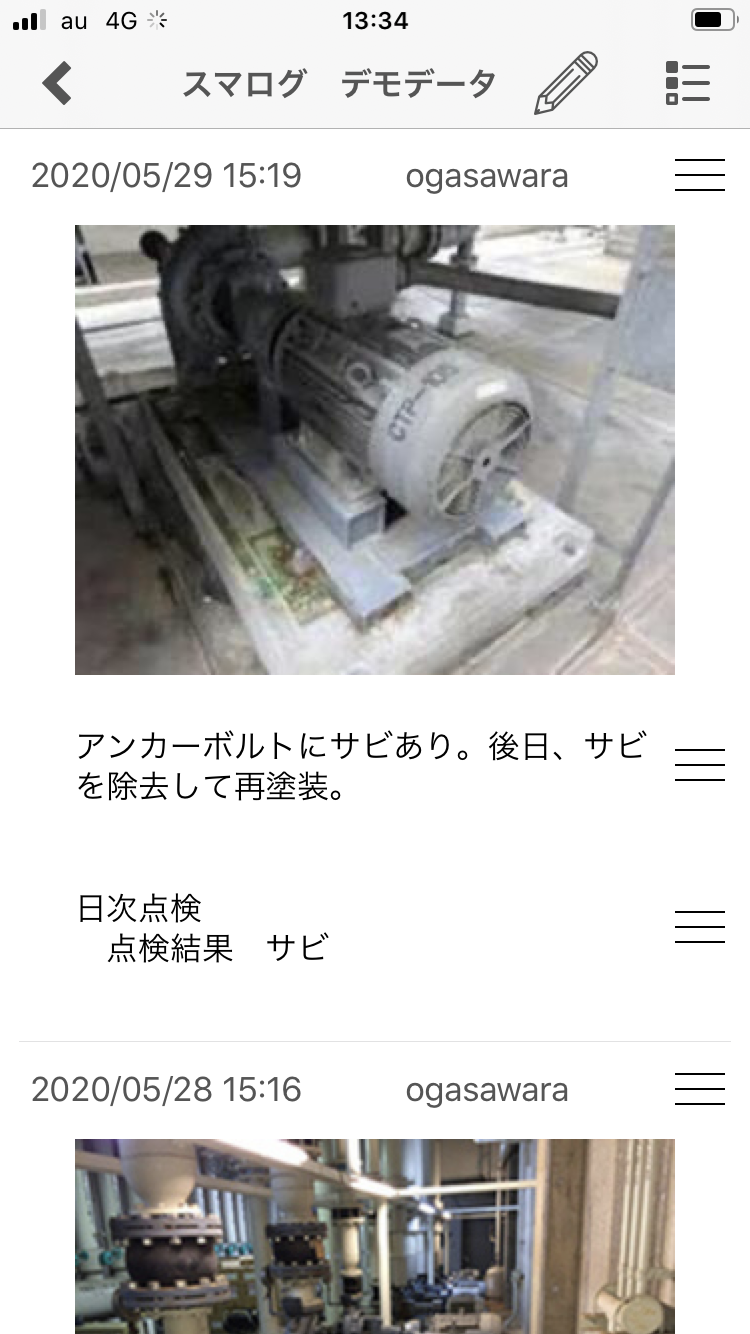 au 4G 13:34
スマログ　デモデータ
2020/05/29 15:19 ogasawara
CTP-105
アンカーボルトにサビあり。後日、サビ
を除去して再塗装。
日次点検
　点検結果　サビ
2020/05/28 15:16 ogasawara